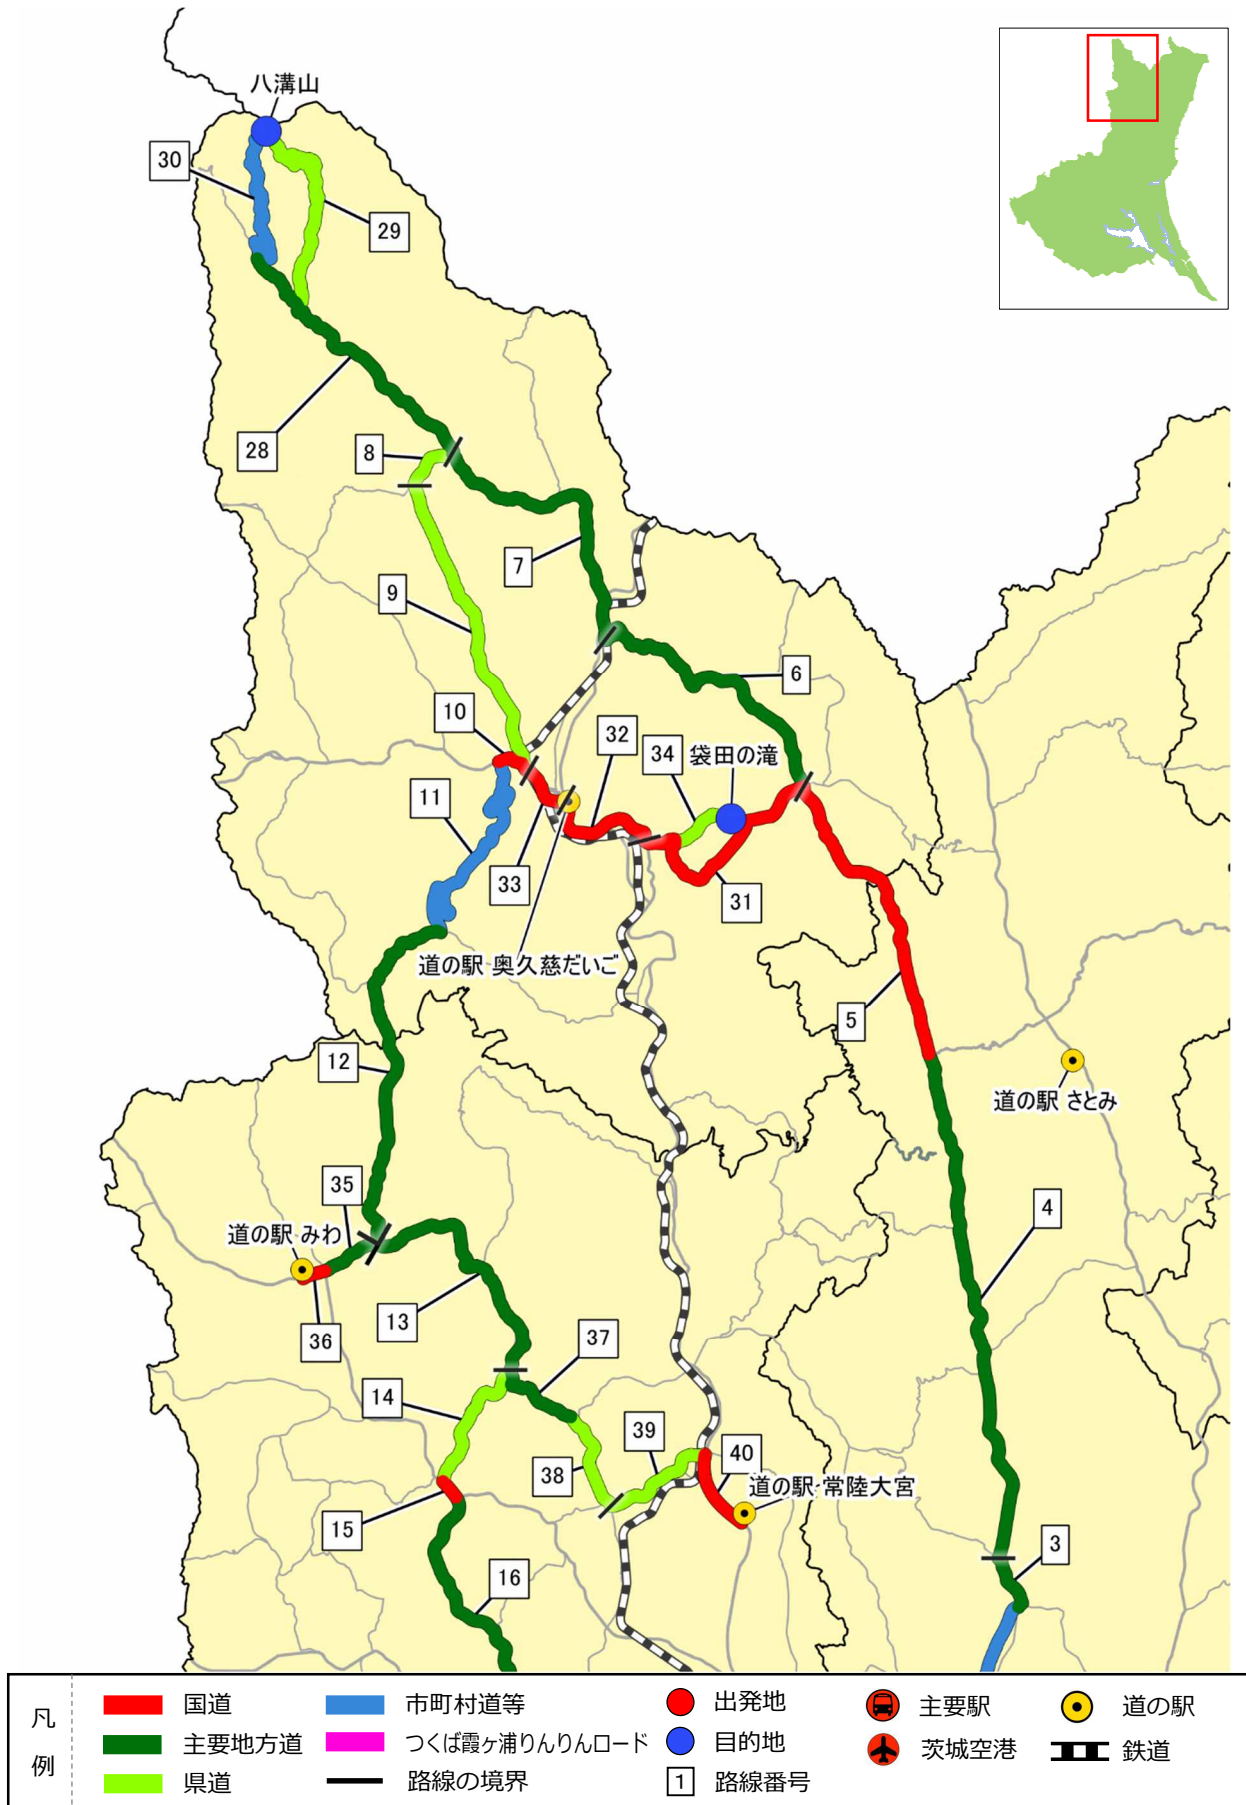 八溝山
30
29
28
8
7
9
6
10
32
34
袋田の滝
11
33
31
道の駅 奥久慈だいご
5
12
道の駅 さとみ
35
4
道の駅 みわ
13
36
37
14
39
40
38
道の駅 常陸大宮
15
3
16
凡例
国道
市町村道等
出発地
主要駅
道の駅
主要地方道
つくば霞ヶ浦りんりんロード
目的地
茨城空港
鉄道
県道
路線の境界
1
路線番号